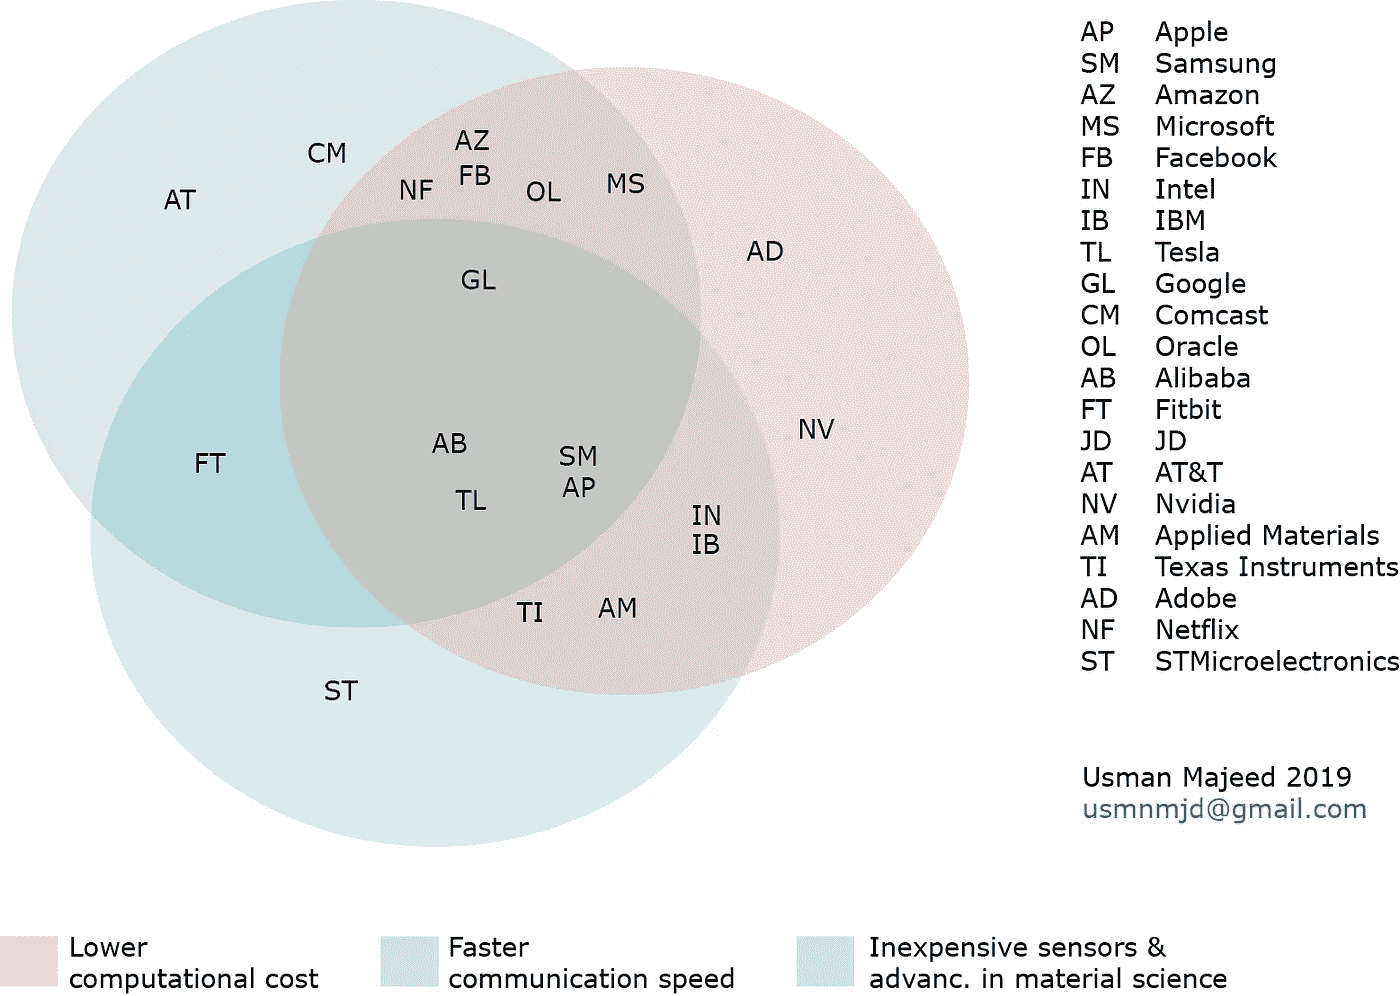 CM
AT
AZ
FB
NF
OL
MS
AD
GL
NV
AB
SM
AP
TL
FT
IN
IB
TI
AM
ST
AP Apple
SM Samsung
AZ Amazon
MS Microsoft
FB Facebook
IN Intel
IB IBM
TL Tesla
GL Google
CM Comcast
OL Oracle
AB Alibaba
FT Fitbit
JD JD
AT AT&T
NV Nvidia
AM Applied Materials
TI Texas Instruments
AD Adobe
NF Netflix
ST STMicroelectronics
Usman Majeed 2019
usmnmjd@gmail.com
Lower
computational cost
Faster
communication speed
Inexpensive sensors &
advanc. in material science